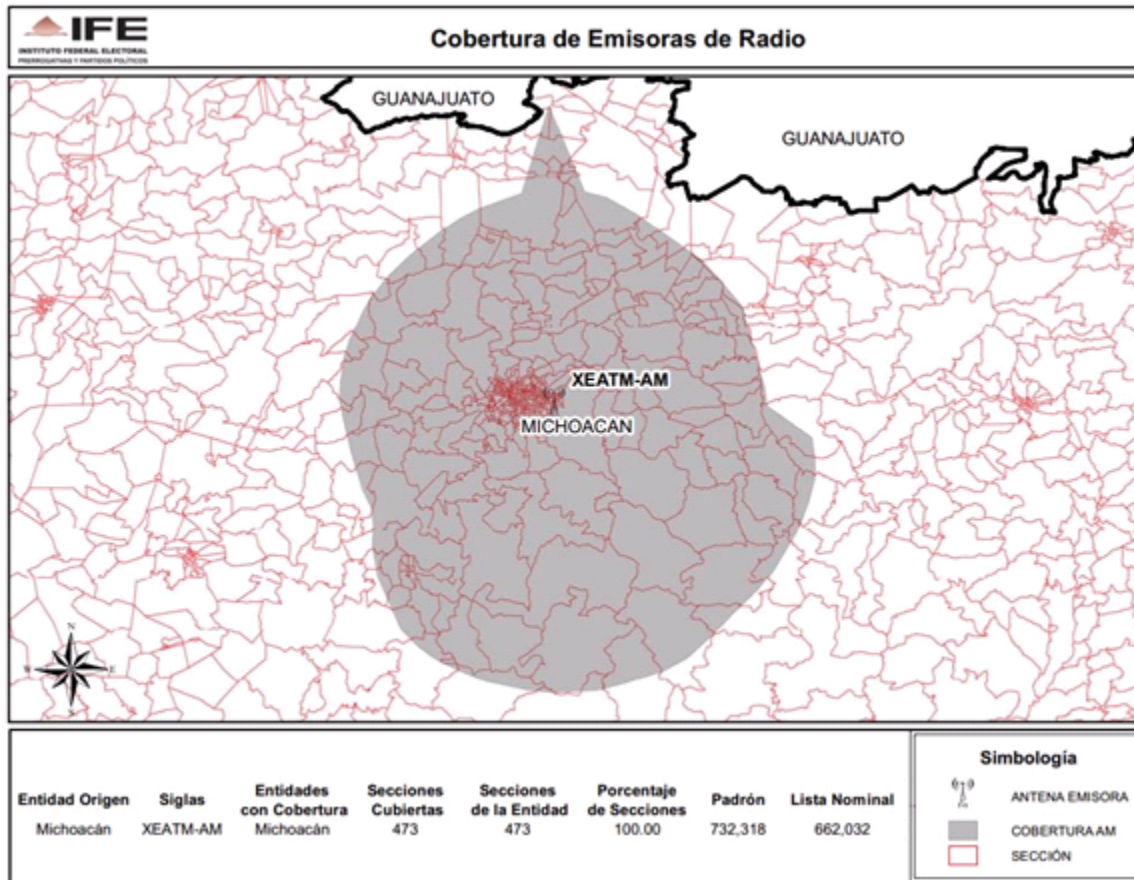 IFE
INSTITUTO FEDERAL ELECTORAL
PRERROGATIVAS Y PARTIDOS POLÍTICOS
Cobertura de Emisoras de Radio
GUANAJUATO
GUANAJUATO
XEATM-AM
MICHOACAN
N
W E
S
Entidad Origen Siglas Entidades con Cobertura Secciones Cubiertas Secciones de la Entidad Porcentaje de Secciones Padrón Lista Nominal
Michoacán XEATM-AM Michoacán 473 473 100.00 732,318 662,032
Simbología
ANTENA EMISORA
COBERTURA AM
SECCIÓN